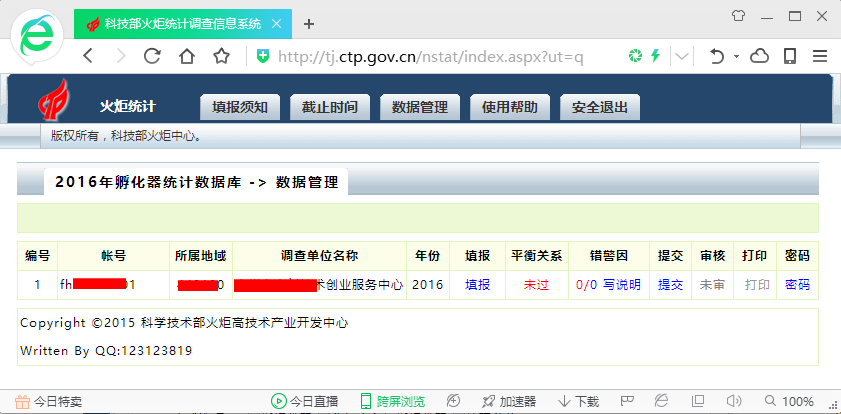 科技部火炬统计调查信息系统
http://tj.ctp.gov.cn/nstat/index.aspx?ut=q
火炬统计 填报须知 截止时间 数据管理 使用帮助 安全退出
版权所有，科技部火炬中心。
2016年孵化器统计数据库 -> 数据管理
编号 帐号 所属地域 调查单位名称 年份 填报 平衡关系 错警因 提交 审核 打印 密码
1 fh 01 0 术创业服务中心 2016 填报 未过 0/0 写说明 提交 未审 打印 密码
Copyright ©2015 科学技术部火炬高技术产业开发中心
Written By QQ:123123819
今日特卖 今日直播 跨屏浏览 加速器 下载 100%